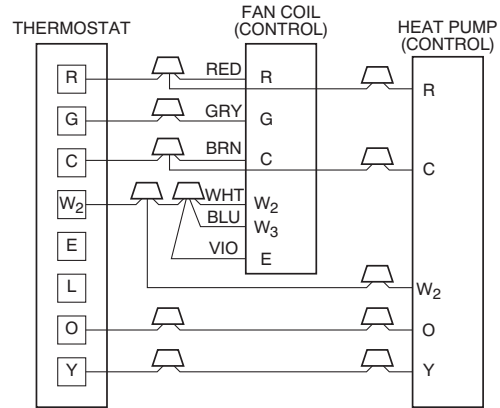 THERMOSTAT
FAN COIL
(CONTROL)
HEAT PUMP
(CONTROL)
R
G
C
W2
E
L
O
Y
RED
GRY
BRN
WHT
BLU
VIO
R
G
C
W2
W3
E
R
C
W2
O
Y